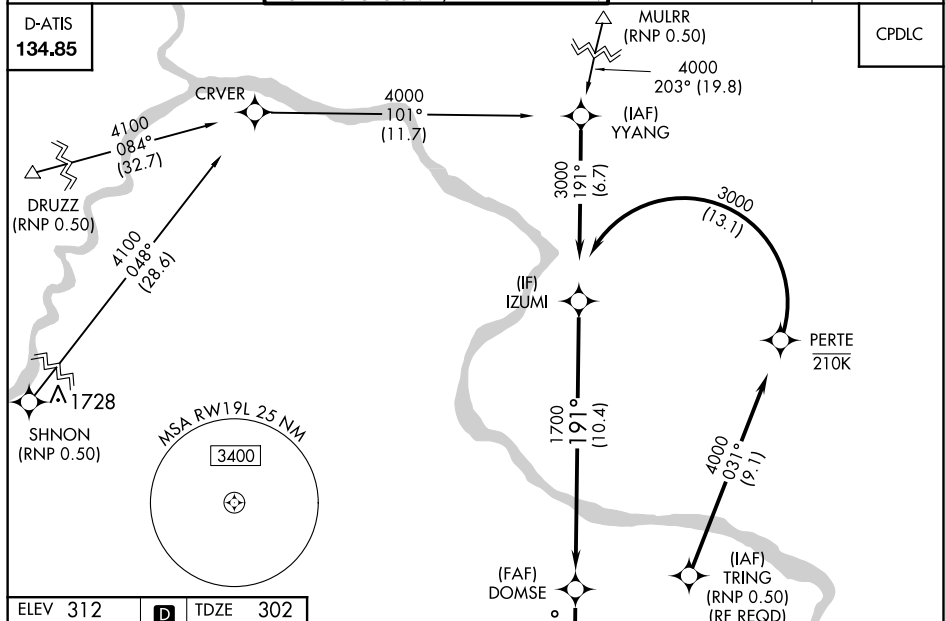 D-ATIS
134.85
MULRR
(RNP 0.50)
CPDLC
4000
203° (19.8)
CRVER
4000
101°
(11.7)
(IAF)
YYANG
4100
084°
(32.7)
DRUZZ
(RNP 0.50)
3000
191°
(6.7)
3000
(13.1)
4100
048°
(28.6)
(IF)
IZUMI
PERTE
210K
1728
SHNON
(RNP 0.50)
MSA RW19L 25 NM
3400
1700
191°
(10.4)
4000
031°
(9.1)
(FAF)
DOMSE
(IAF)
TRING
(RNP 0.50)
(RF REQD)
ELEV 312 D TDZE 302